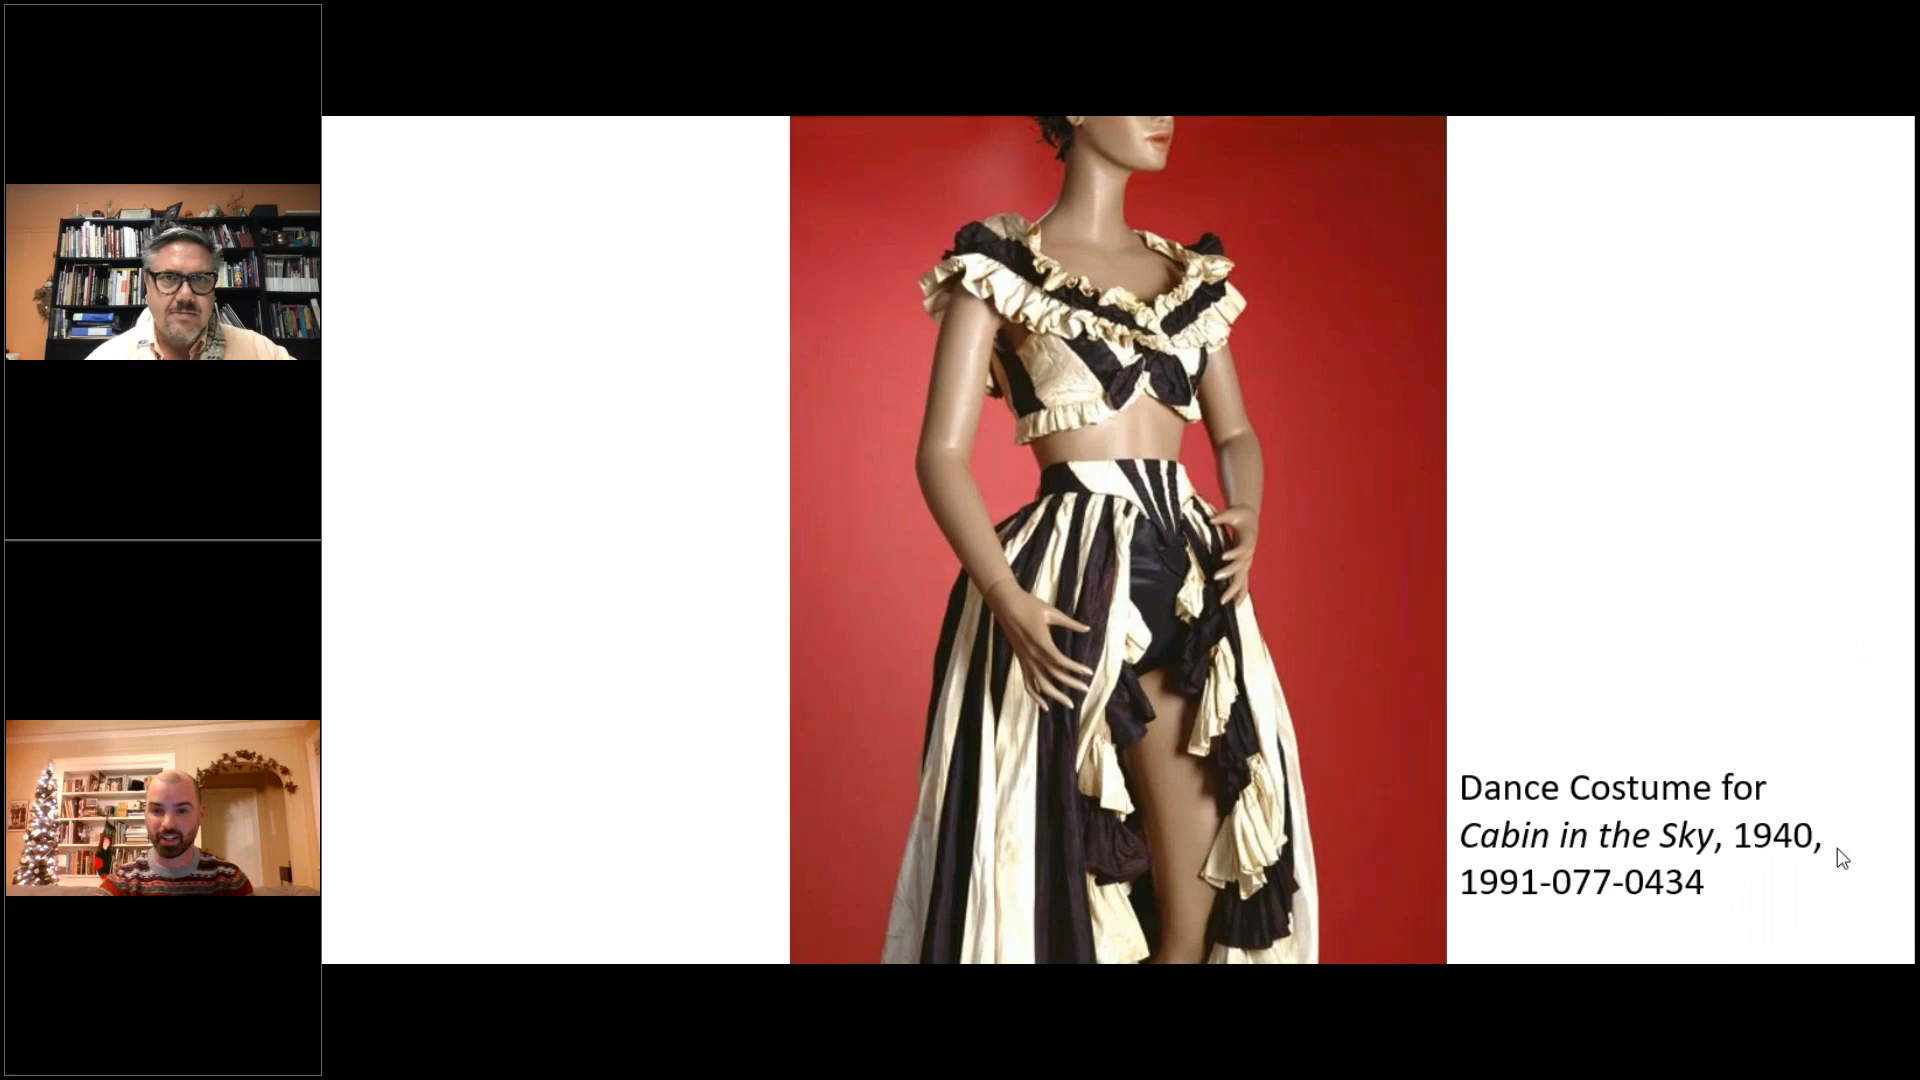 Dance Costume for
Cabin in the Sky, 1940,
1991-077-0434